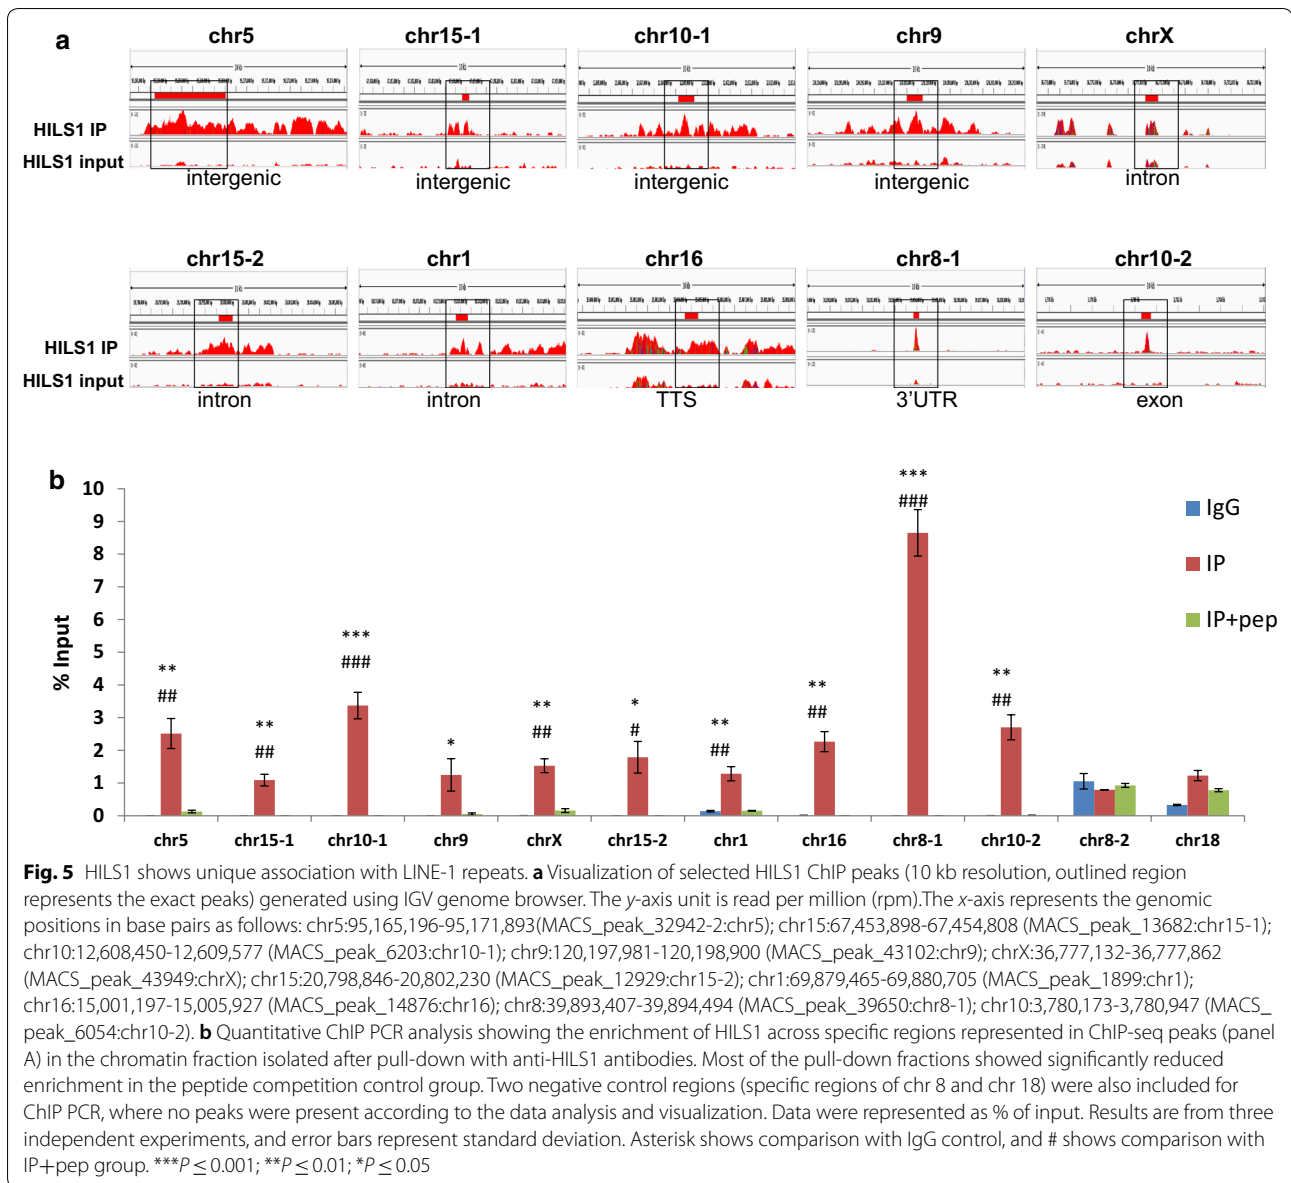 a
chr5 chr15-1 chr10-1 chr9 chrX
HILS1 IP
HILS1 input
intergenic intergenic intergenic intergenic intron
chr15-2 chr1 chr16 chr8-1 chr10-2
HILS1 IP
HILS1 input
intron intron TTS 3'UTR exon
b
% Input
10
9
8
7
6
5
4
3
2
1
0
** ## ** ## *** ### * ** ## * # ** ## ** ## *** ### ** ##
IgG
IP
IP+pep
chr5 chr15-1 chr10-1 chr9 chrX chr15-2 chr1 chr16 chr8-1 chr10-2 chr8-2 chr18
Fig. 5 HILS1 shows unique association with LINE-1 repeats. a Visualization of selected HILS1 ChIP peaks (10 kb resolution, outlined region
represents the exact peaks) generated using IGV genome browser. The y-axis unit is read per million (rpm).The x-axis represents the genomic
positions in base pairs as follows: chr5:95,165,196-95,171,893(MACS_peak_32942-2:chr5); chr15:67,453,898-67,454,808 (MACS_peak_13682:chr15-1);
chr10:12,608,450-12,609,577 (MACS_peak_6203:chr10-1); chr9:120,197,981-120,198,900 (MACS_peak_43102:chr9); chrX:36,777,132-36,777,862
(MACS_peak_43949:chrX); chr15:20,798,846-20,802,230 (MACS_peak_12929:chr15-2); chr1:69,879,465-69,880,705 (MACS_peak_1899:chr1);
chr16:15,001,197-15,005,927 (MACS_peak_14876:chr16); chr8:39,893,407-39,894,494 (MACS_peak_39650:chr8-1); chr10:3,780,173-3,780,947 (MACS_
peak_6054:chr10-2). b Quantitative ChIP PCR analysis showing the enrichment of HILS1 across specific regions represented in ChIP-seq peaks (panel
A) in the chromatin fraction isolated after pull-down with anti-HILS1 antibodies. Most of the pull-down fractions showed significantly reduced
enrichment in the peptide competition control group. Two negative control regions (specific regions of chr 8 and chr 18) were also included for
ChIP PCR, where no peaks were present according to the data analysis and visualization. Data were represented as % of input. Results are from three
independent experiments, and error bars represent standard deviation. Asterisk shows comparison with IgG control, and # shows comparison with
IP+pep group. ***P ≤ 0.001; **P ≤ 0.01; *P ≤ 0.05